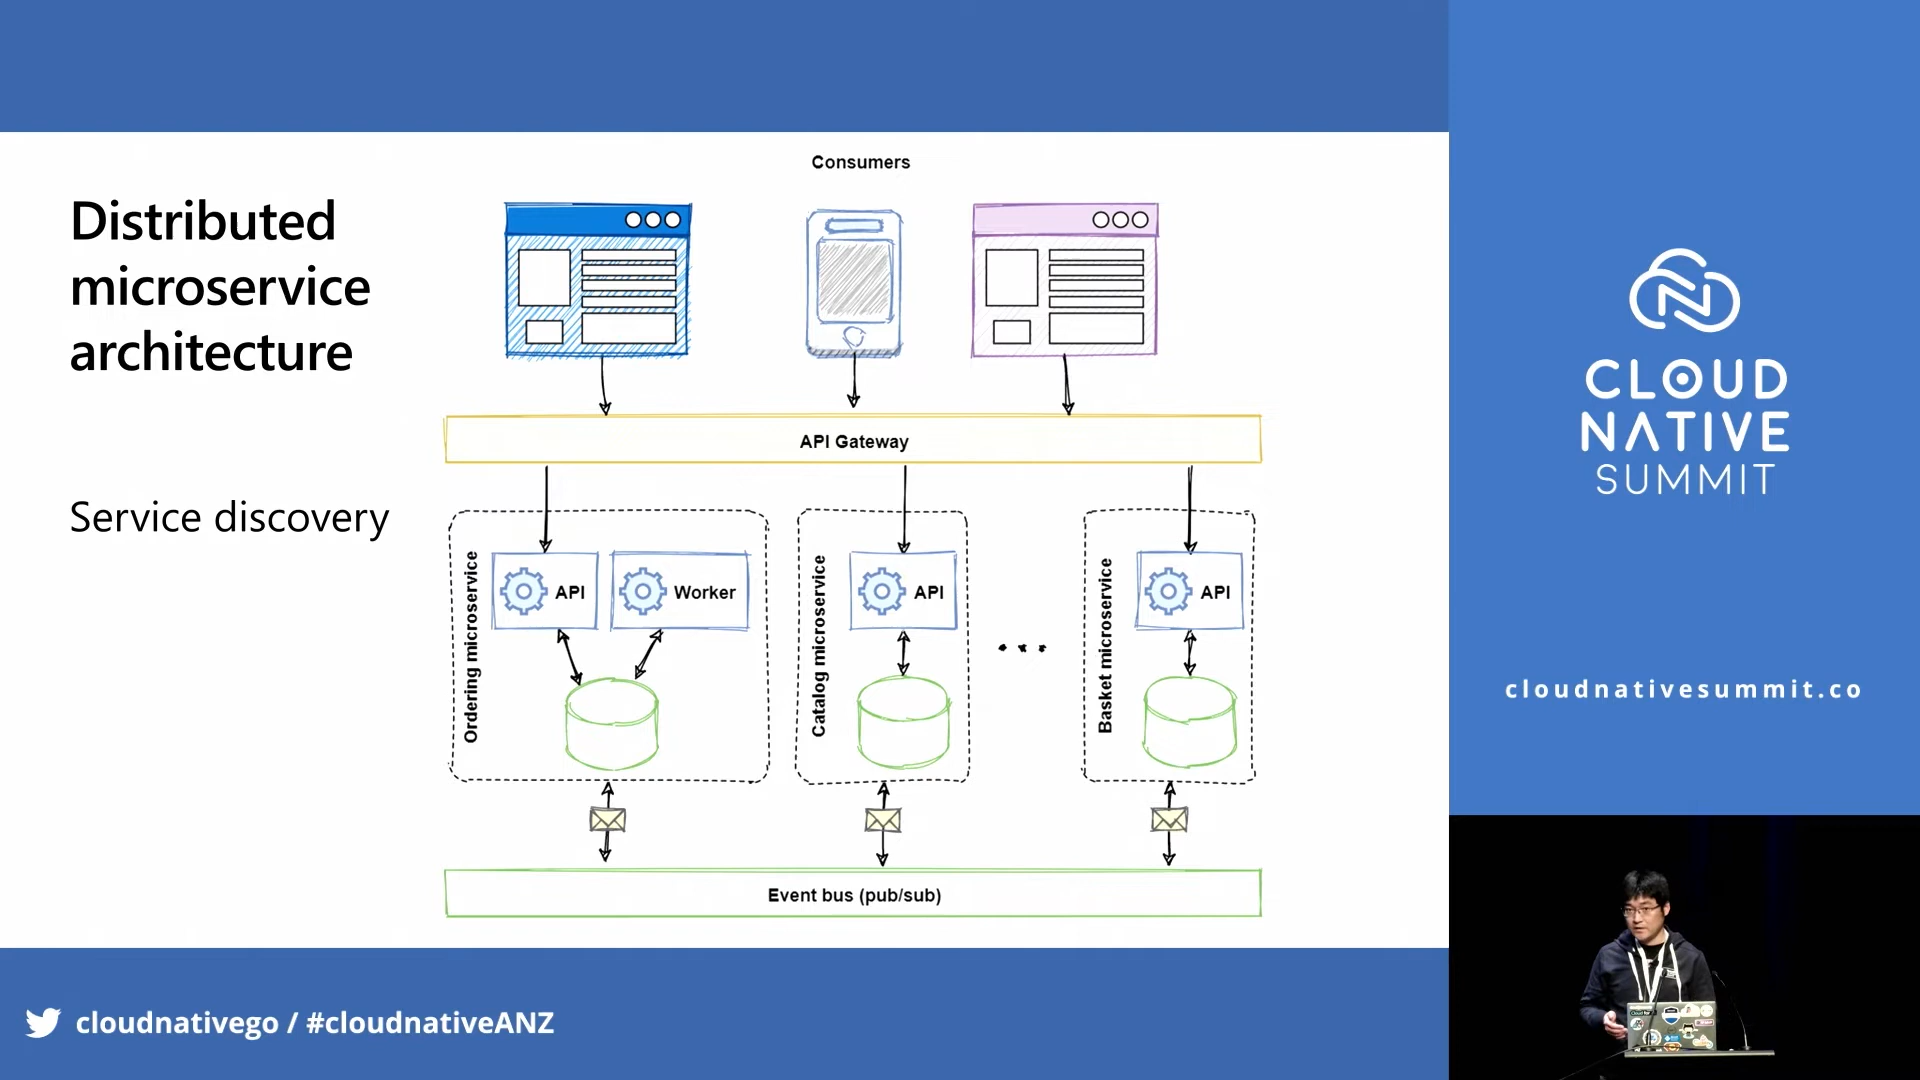 Distributed
microservice
architecture
Service discovery
Consumers
API Gateway
Ordering microservice
API
Worker
Catalog microservice
API
Basket microservice
API
Event bus (pub/sub)
cloudnativego / #cloudnativeANZ
CLOUD
NATIVE
SUMMIT
cloudnativesummit.co